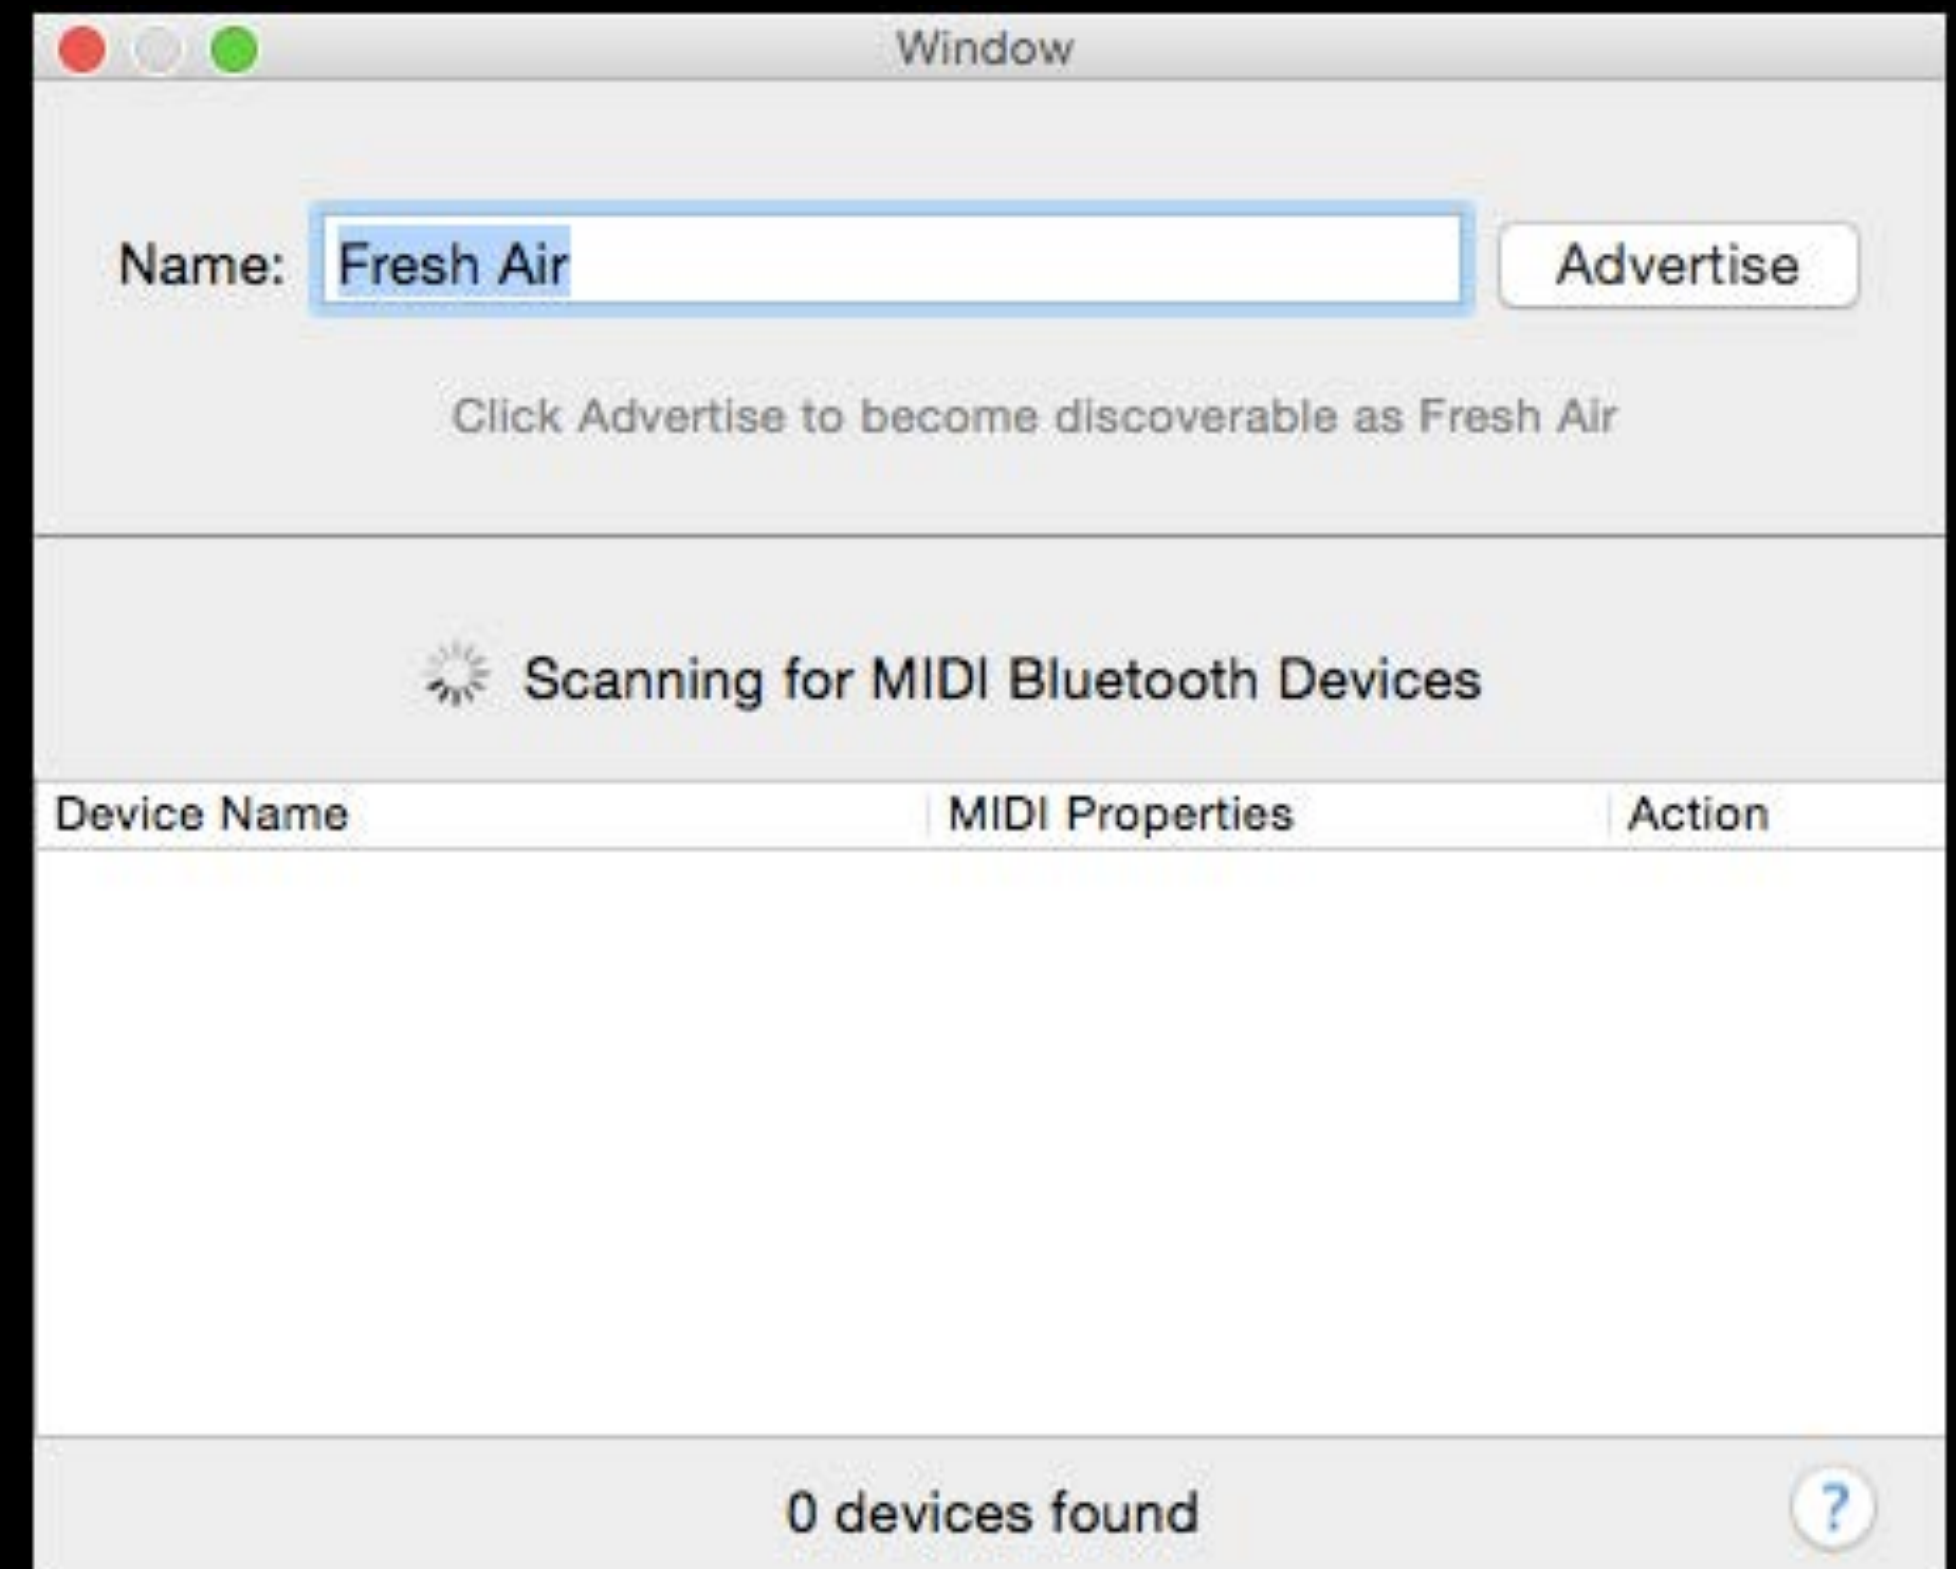 Window
Name: Fresh Air Advertise
Click Advertise to become discoverable as Fresh Air
Scanning for MIDI Bluetooth Devices
Device Name MIDI Properties Action
0 devices found ?